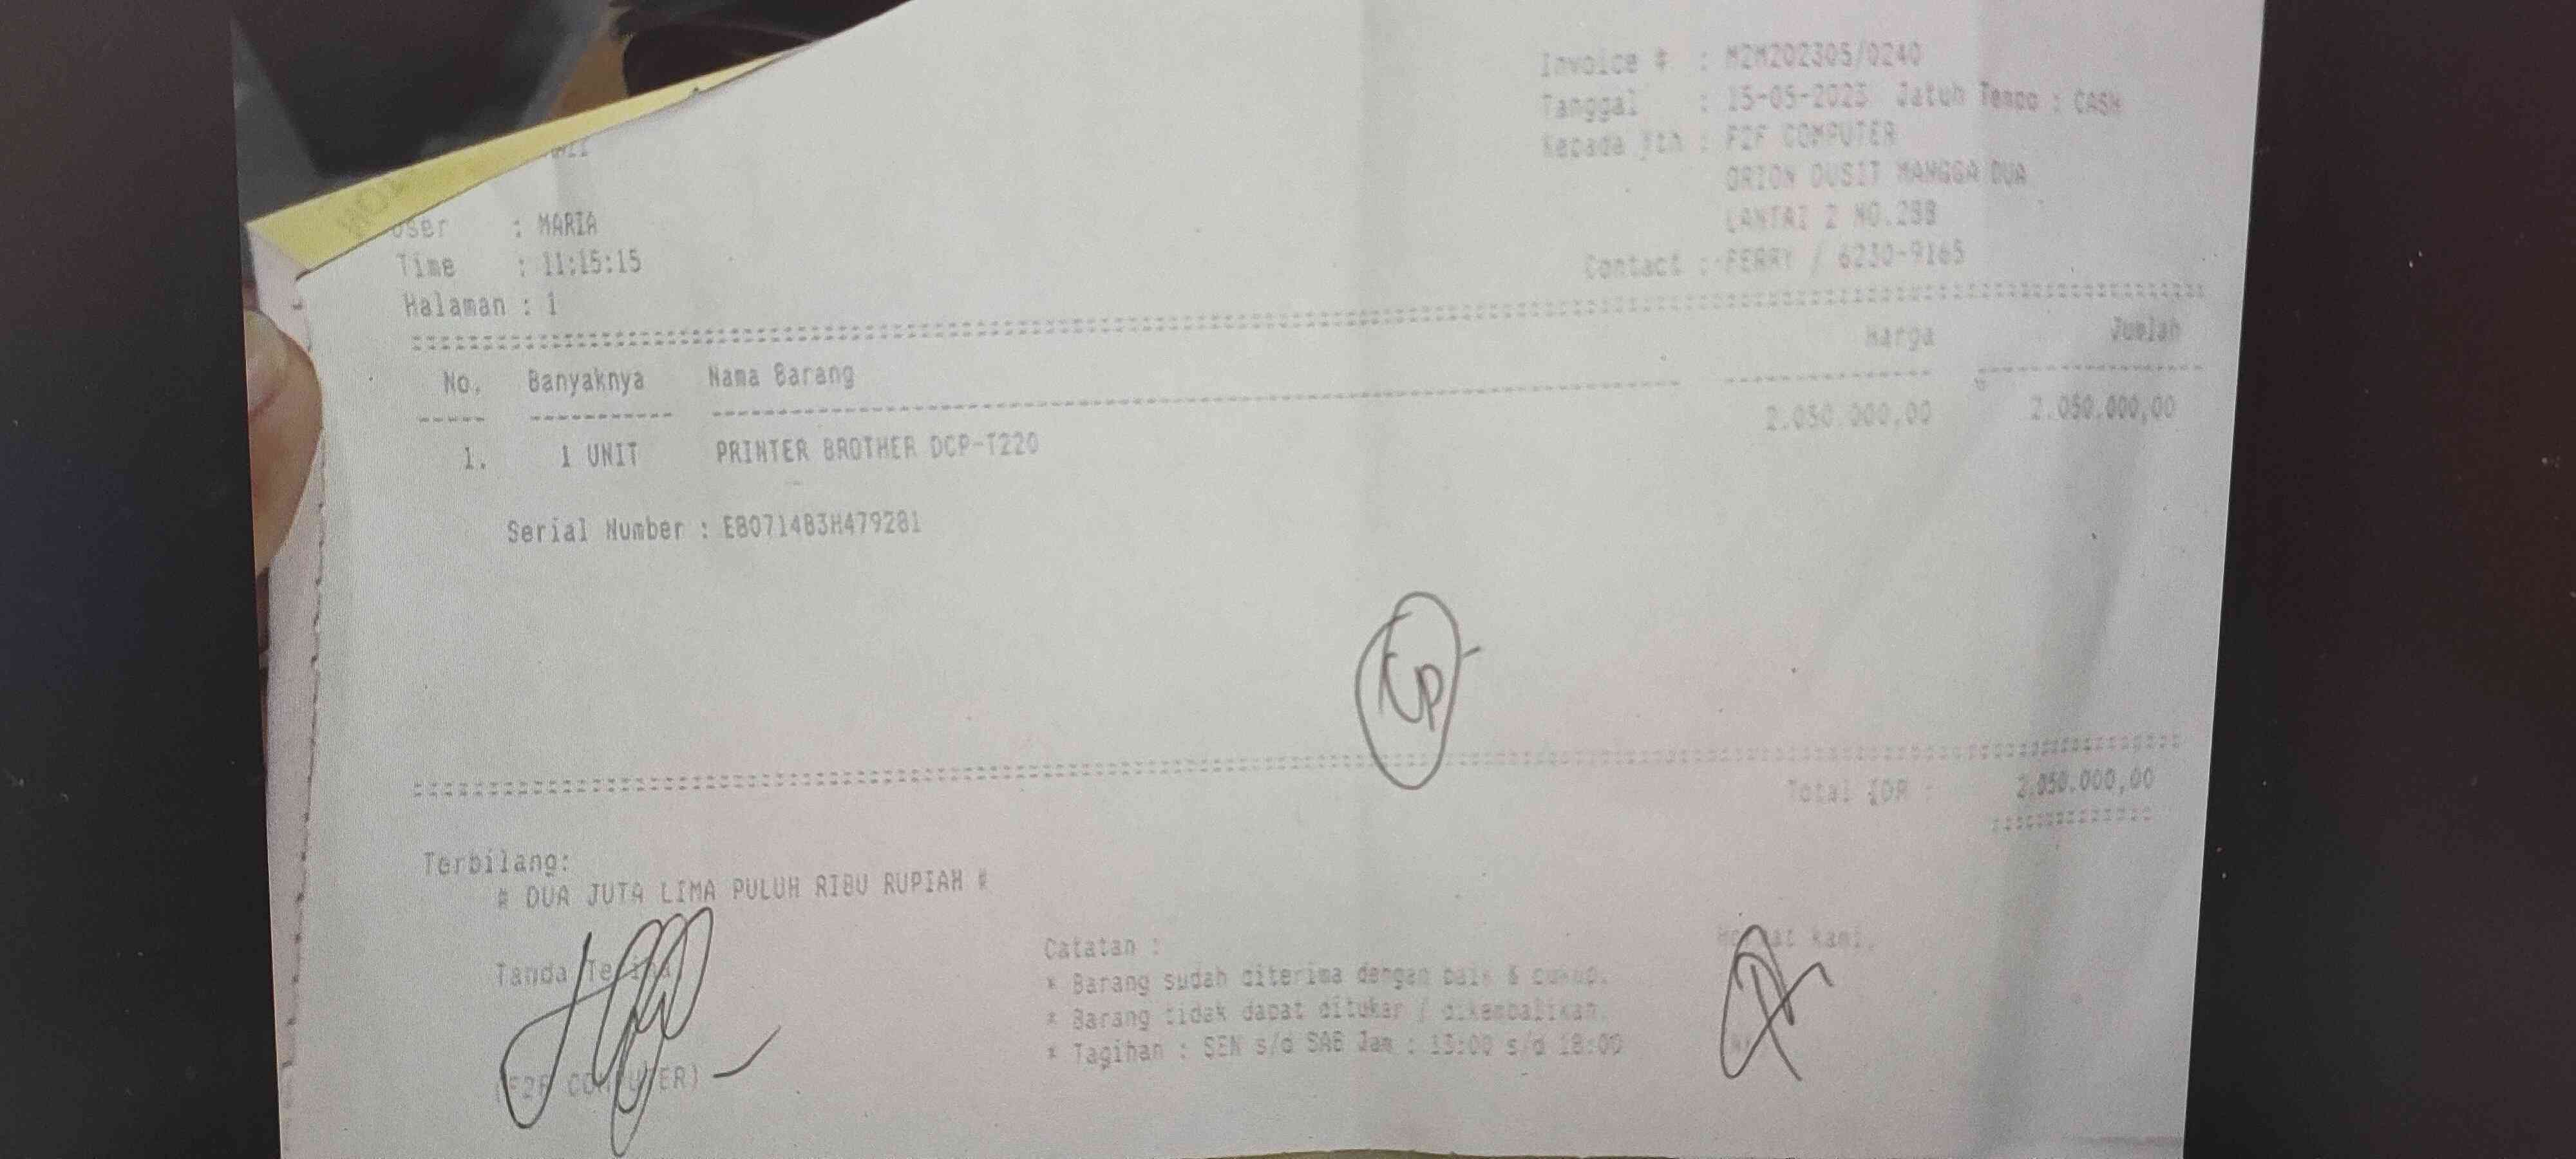 Invoice # : M2M202305/0240
Tanggal : 15-05-2023 Jatuh Tempo : CASH
Kepada Yth : F2F COMPUTER
ORION DUSIT MANGGA DUA
LANTAI 2 NO.28B
Contact : FERRY / 6230-9165
User : MARIA
Time : 11:15:15
Halaman : 1
No. Banyaknya Nama Barang Harga Jumlah
1. 1 UNIT PRINTER BROTHER DCP-T220 2.050.000,00 2.050.000,00
Serial Number : E80714B3H479281
Total IDR : 2.050.000,00
Terbilang:
# DUA JUTA LIMA PULUH RIBU RUPIAH #
Tanda Terima
(F2F COMPUTER)
Catatan :
* Barang sudah diterima dengan baik & cukup.
* Barang tidak dapat ditukar / dikembalikan.
* Tagihan : SEN s/d SAB Jam : 15:00 s/d 18:00
Hormat kami,